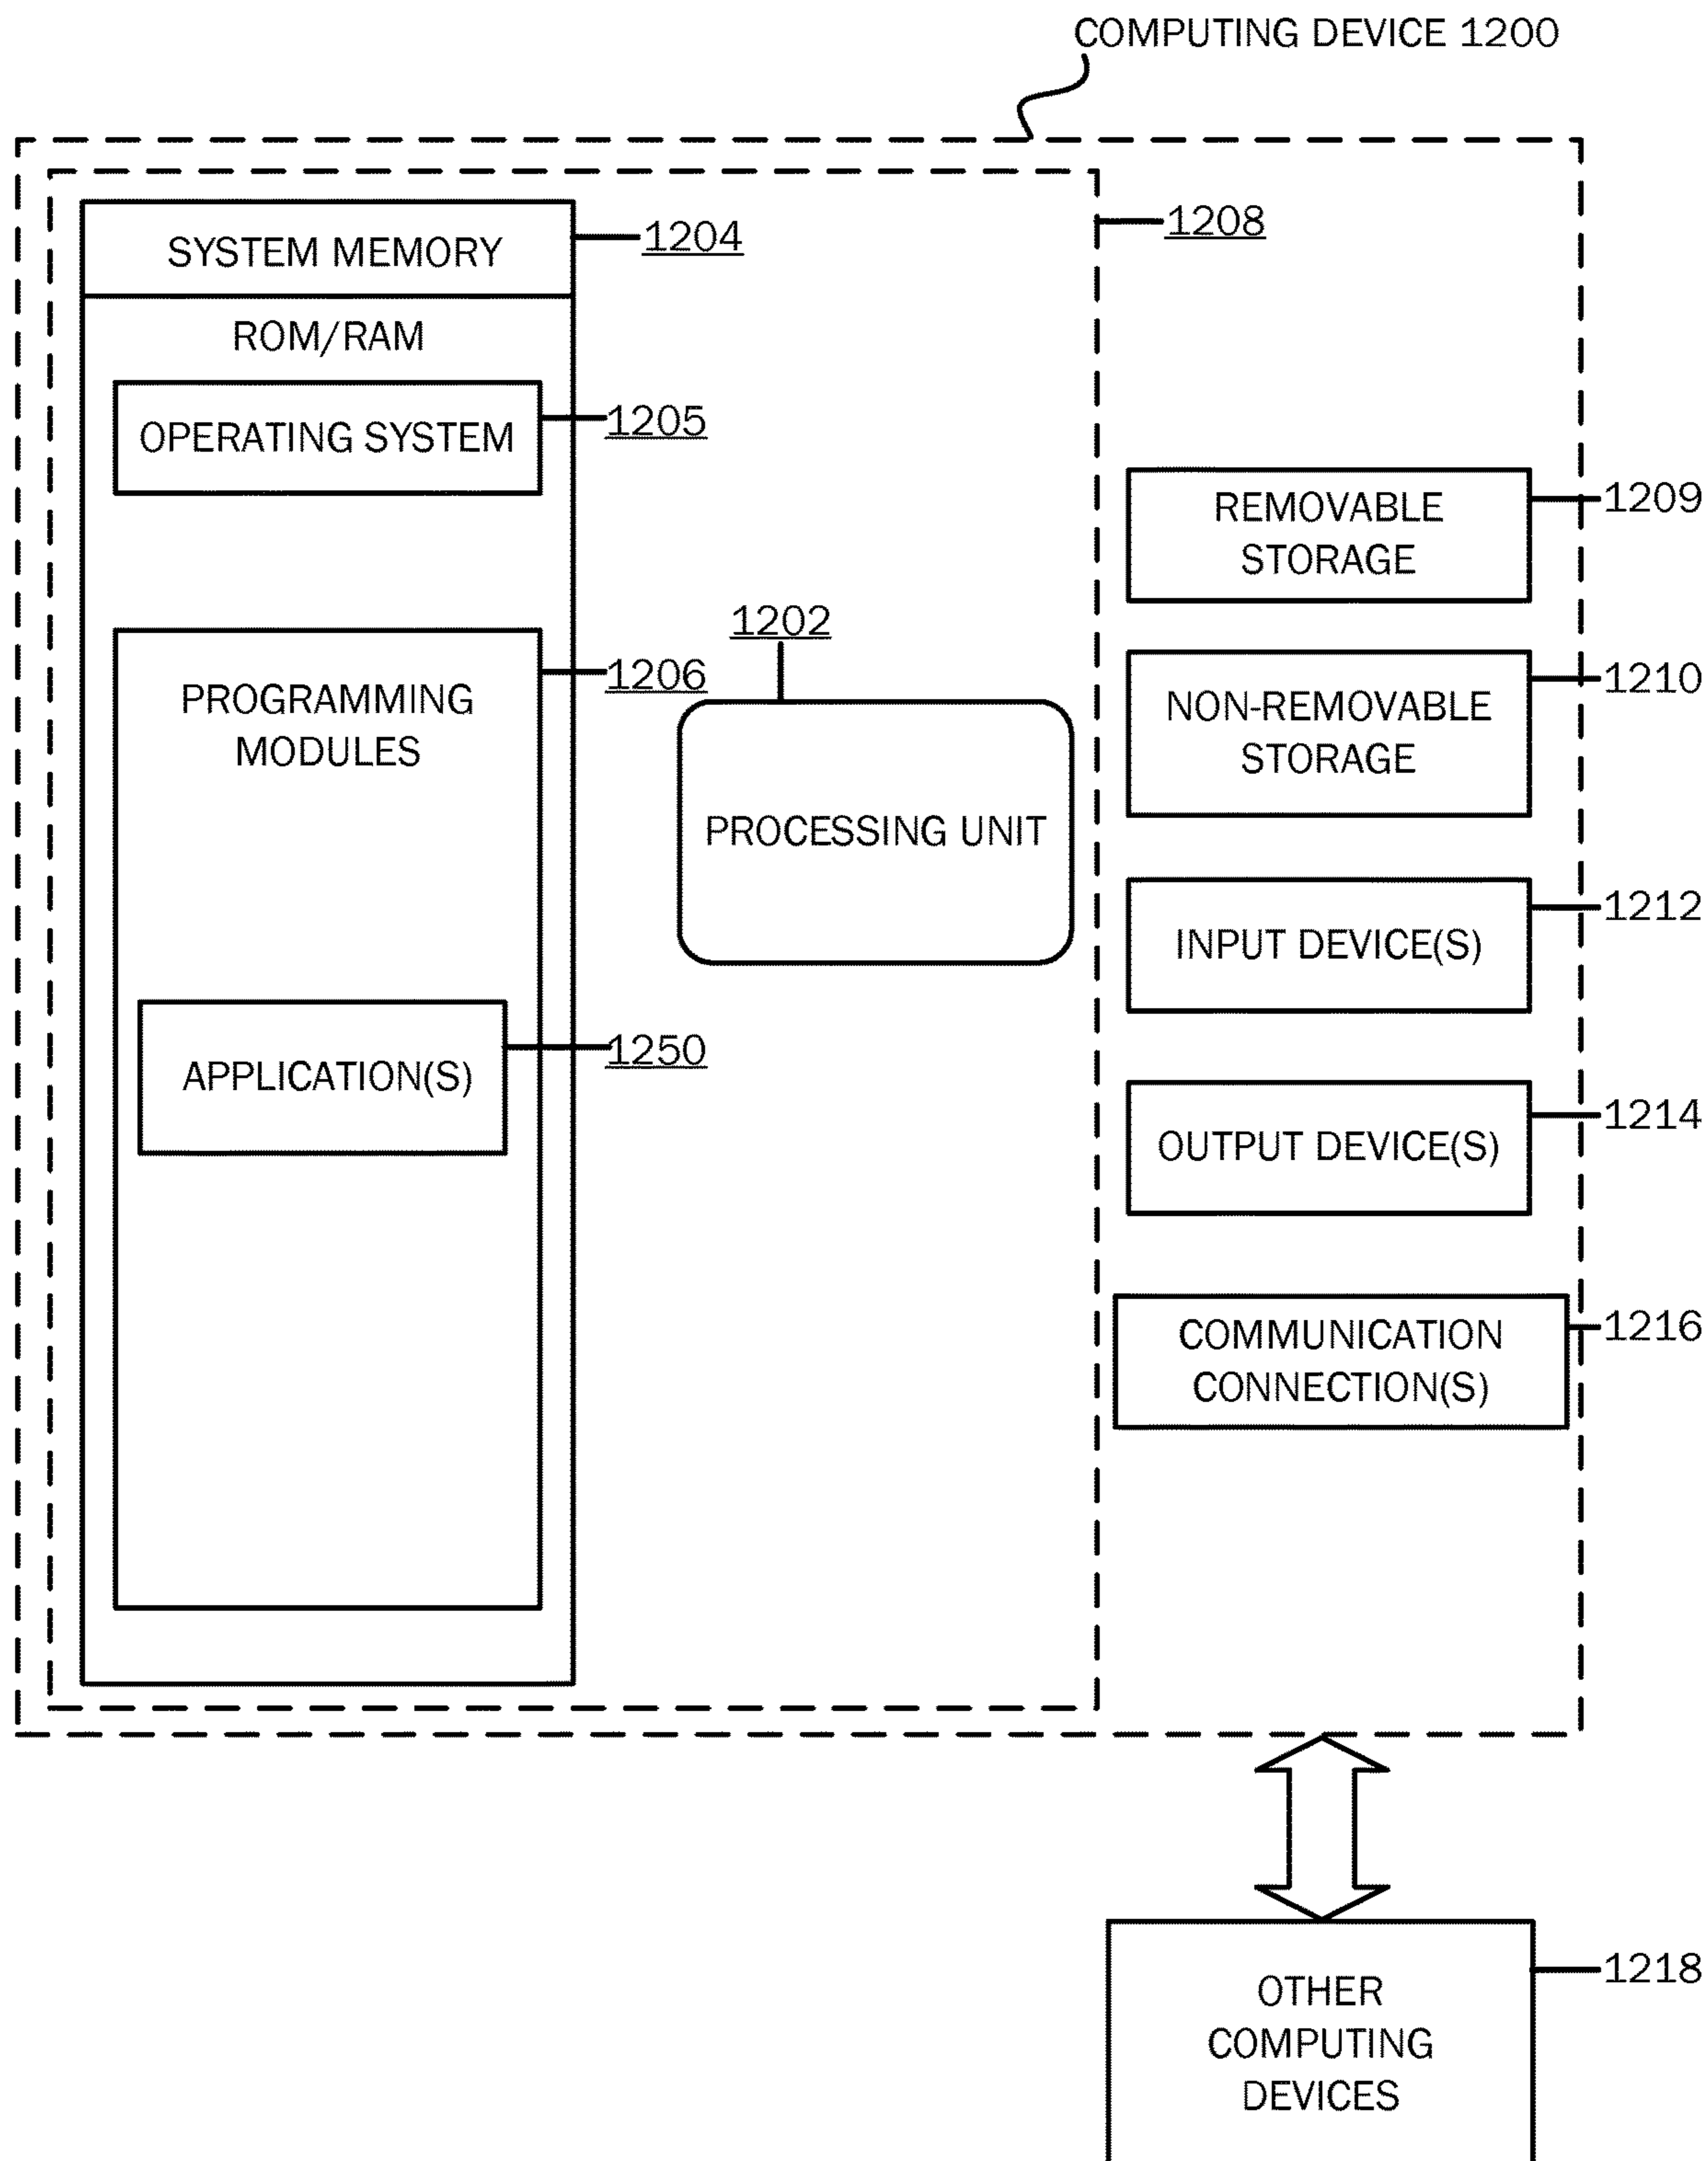 COMPUTING DEVICE 1200
1208
SYSTEM MEMORY
1204
ROM/RAM
OPERATING SYSTEM
1205
PROGRAMMING
MODULES
1206
APPLICATION(S)
1250
1202
PROCESSING UNIT
REMOVABLE
STORAGE
1209
NON-REMOVABLE
STORAGE
1210
INPUT DEVICE(S)
1212
OUTPUT DEVICE(S)
1214
COMMUNICATION
CONNECTION(S)
1216
OTHER
COMPUTING
DEVICES
1218